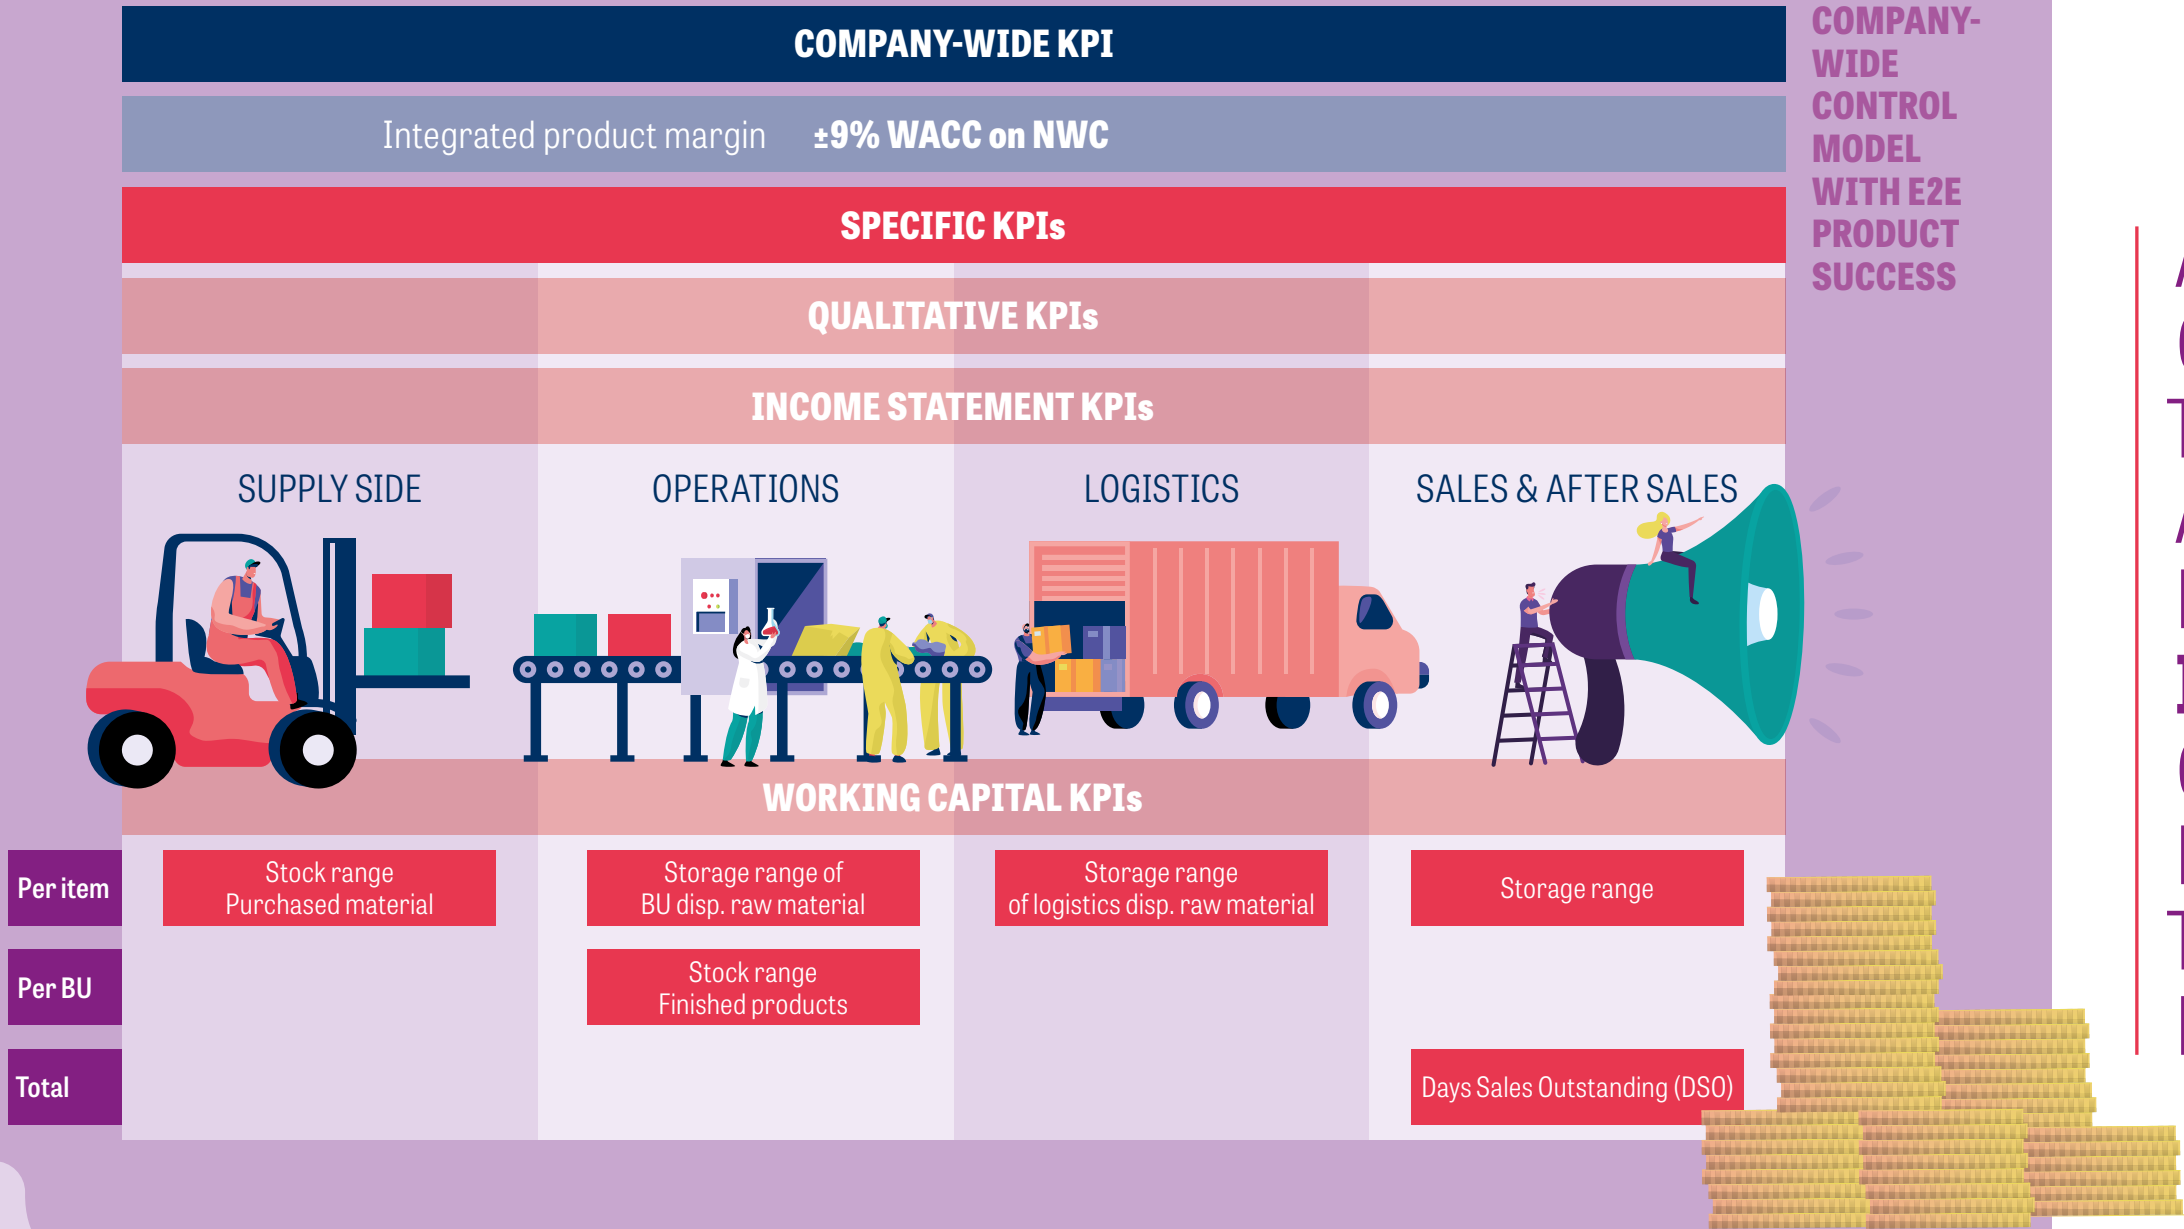 COMPANY-WIDE KPI
Integrated product margin ±9% WACC on NWC
SPECIFIC KPIs
QUALITATIVE KPIs
INCOME STATEMENT KPIs
SUPPLY SIDE
OPERATIONS
LOGISTICS
SALES & AFTER SALES
WORKING CAPITAL KPIs
Per item
Stock range
Purchased material
Storage range of
BU disp. raw material
Storage range
of logistics disp. raw material
Storage range
Per BU
Stock range
Finished products
Total
Days Sales Outstanding (DSO)
COMPANY-
WIDE
CONTROL
MODEL
WITH E2E
PRODUCT
SUCCESS